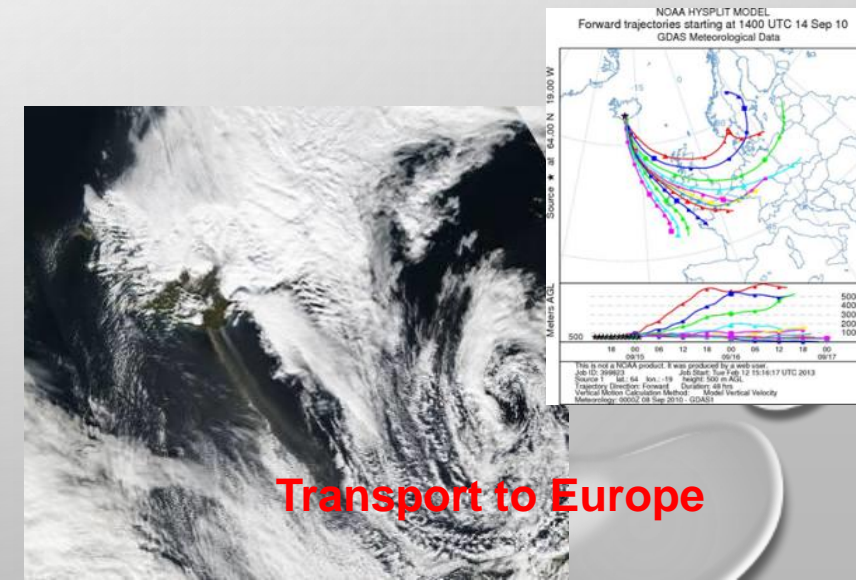 NOAA HYSPLIT MODEL
Forward trajectories starting at 1400 UTC 14 Sep 10
GDAS Meteorological Data
Source ★ at 64.00 N 19.00 W
-15
0
15
Meters AGL
500
500
400
300
200
100
18 00 06 12 18 00 06 12 18 00
09/15 09/16 09/17
This is not a NOAA product. It was produced by a web user.
Job ID: 399823 Job Start: Tue Feb 12 15:16:17 UTC 2013
Source 1 lat.: 64 lon.: -19 height: 500 m AGL
Trajectory Direction: Forward Duration: 48 hrs
Vertical Motion Calculation Method: Model Vertical Velocity
Meteorology: 0000Z 08 Sep 2010 - GDAS1
Transport to Europe